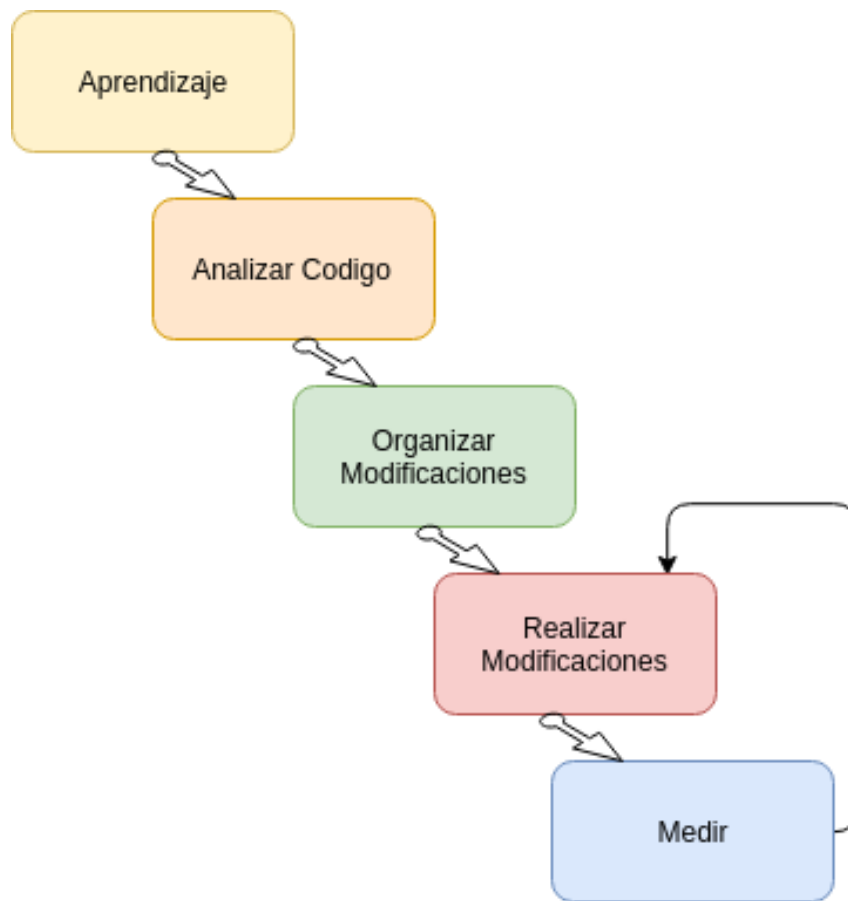 Aprendizaje
Analizar Codigo
Organizar
Modificaciones
Realizar
Modificaciones
Medir